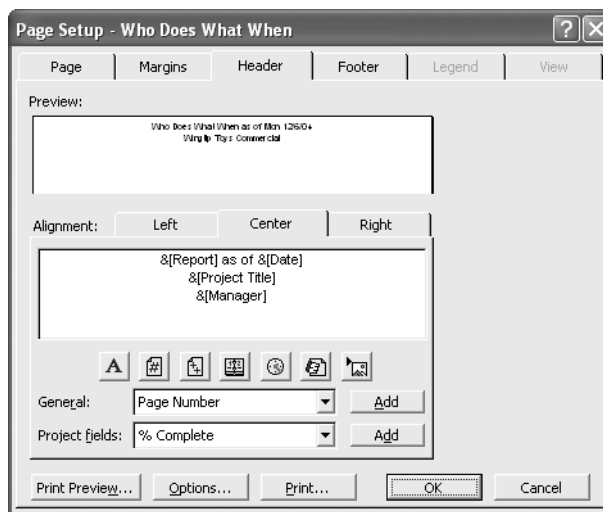 Page Setup - Who Does What When
Page Margins Header Footer Legend View
Preview:
Who Does What When as of Mon 1/26/04
Wingtip Toys Commercial
Alignment: Left Center Right
&[Report] as of &[Date]
&[Project Title]
&[Manager]
A
General: Page Number Add
Project fields: % Complete Add
Print Preview... Options... Print... OK Cancel